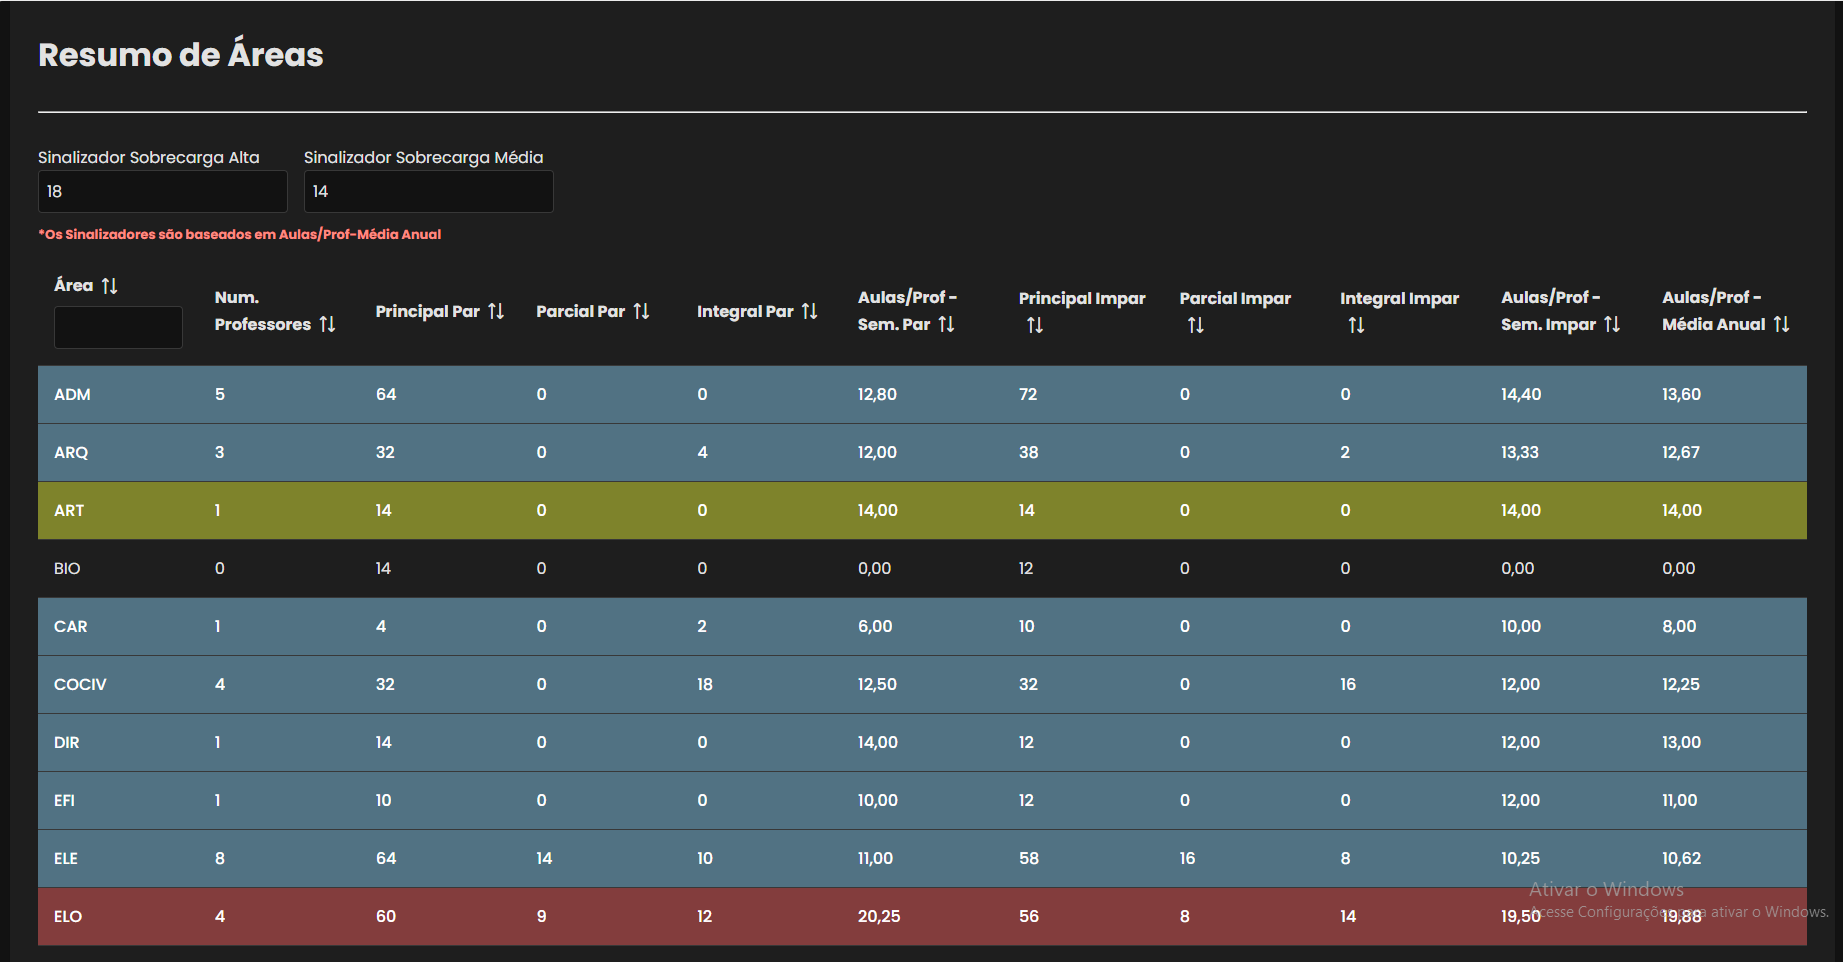 Resumo de Áreas
Sinalizador Sobrecarga Alta Sinalizador Sobrecarga Média
18 14
*Os Sinalizadores são baseados em Aulas/Prof-Média Anual
Área Num. Professores Principal Par Parcial Par Integral Par Aulas/Prof - Sem. Par Principal Impar Parcial Impar Integral Impar Aulas/Prof - Sem. Impar Aulas/Prof - Média Anual
ADM 5 64 0 0 12,80 72 0 0 14,40 13,60
ARQ 3 32 0 4 12,00 38 0 2 13,33 12,67
ART 1 14 0 0 14,00 14 0 0 14,00 14,00
BIO 0 14 0 0 0,00 12 0 0 0,00 0,00
CAR 1 4 0 2 6,00 10 0 0 10,00 8,00
COCIV 4 32 0 18 12,50 32 0 16 12,00 12,25
DIR 1 14 0 0 14,00 12 0 0 12,00 13,00
EFI 1 10 0 0 10,00 12 0 0 12,00 11,00
ELE 8 64 14 10 11,00 58 16 8 10,25 10,62
ELO 4 60 9 12 20,25 56 8 14 19,50 19,88
Ativar o Windows
Acesse Configurações para ativar o Windows.